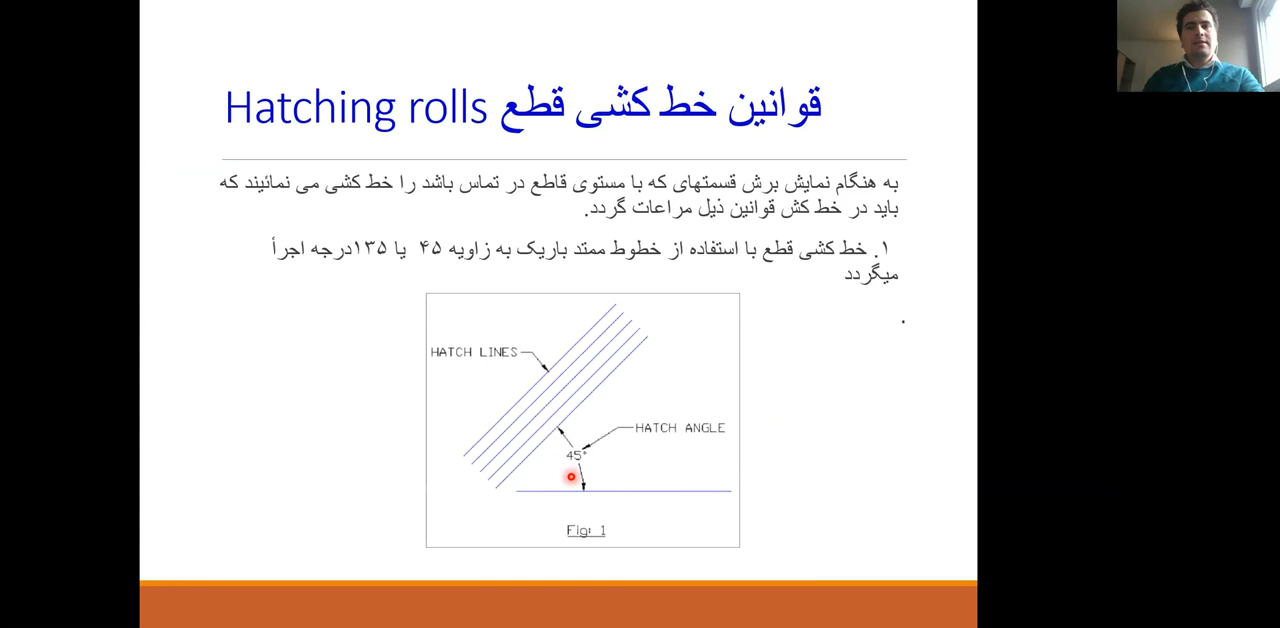 قوانین خط کشی قطع Hatching rolls
به هنگام نمایش برش قسمتهای که با مستوی قاطع در تماس باشد را خط کشی می نمائیند که
باید در خط کش قوانین ذیل مراعات گردد.
۱. خط کشی قطع با استفاده از خطوط ممتد باریک به زاویه ۴۵ یا ۱۳۵درجه اجرأ
میگردد
.
HATCH LINES
HATCH ANGLE
45°
Fig: 1